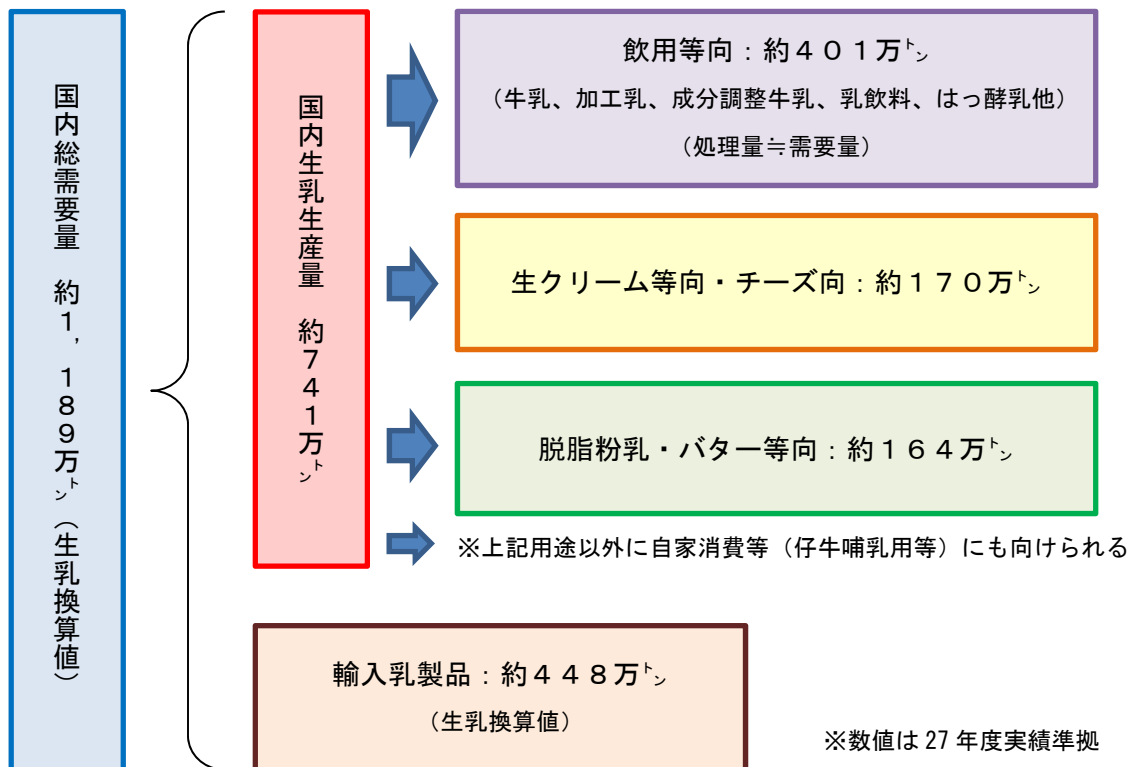 国内総需要量　約1，189万㌧（生乳換算値）
国内生乳生産量　約741万㌧
飲用等向：約４０１万㌧
（牛乳、加工乳、成分調整牛乳、乳飲料、はっ酵乳他）
（処理量≒需要量）
生クリーム等向・チーズ向：約１７０万㌧
脱脂粉乳・バター等向：約１６４万㌧
※上記用途以外に自家消費等（仔牛哺乳用等）にも向けられる
輸入乳製品：約４４８万㌧
（生乳換算値）
※数値は27年度実績準拠